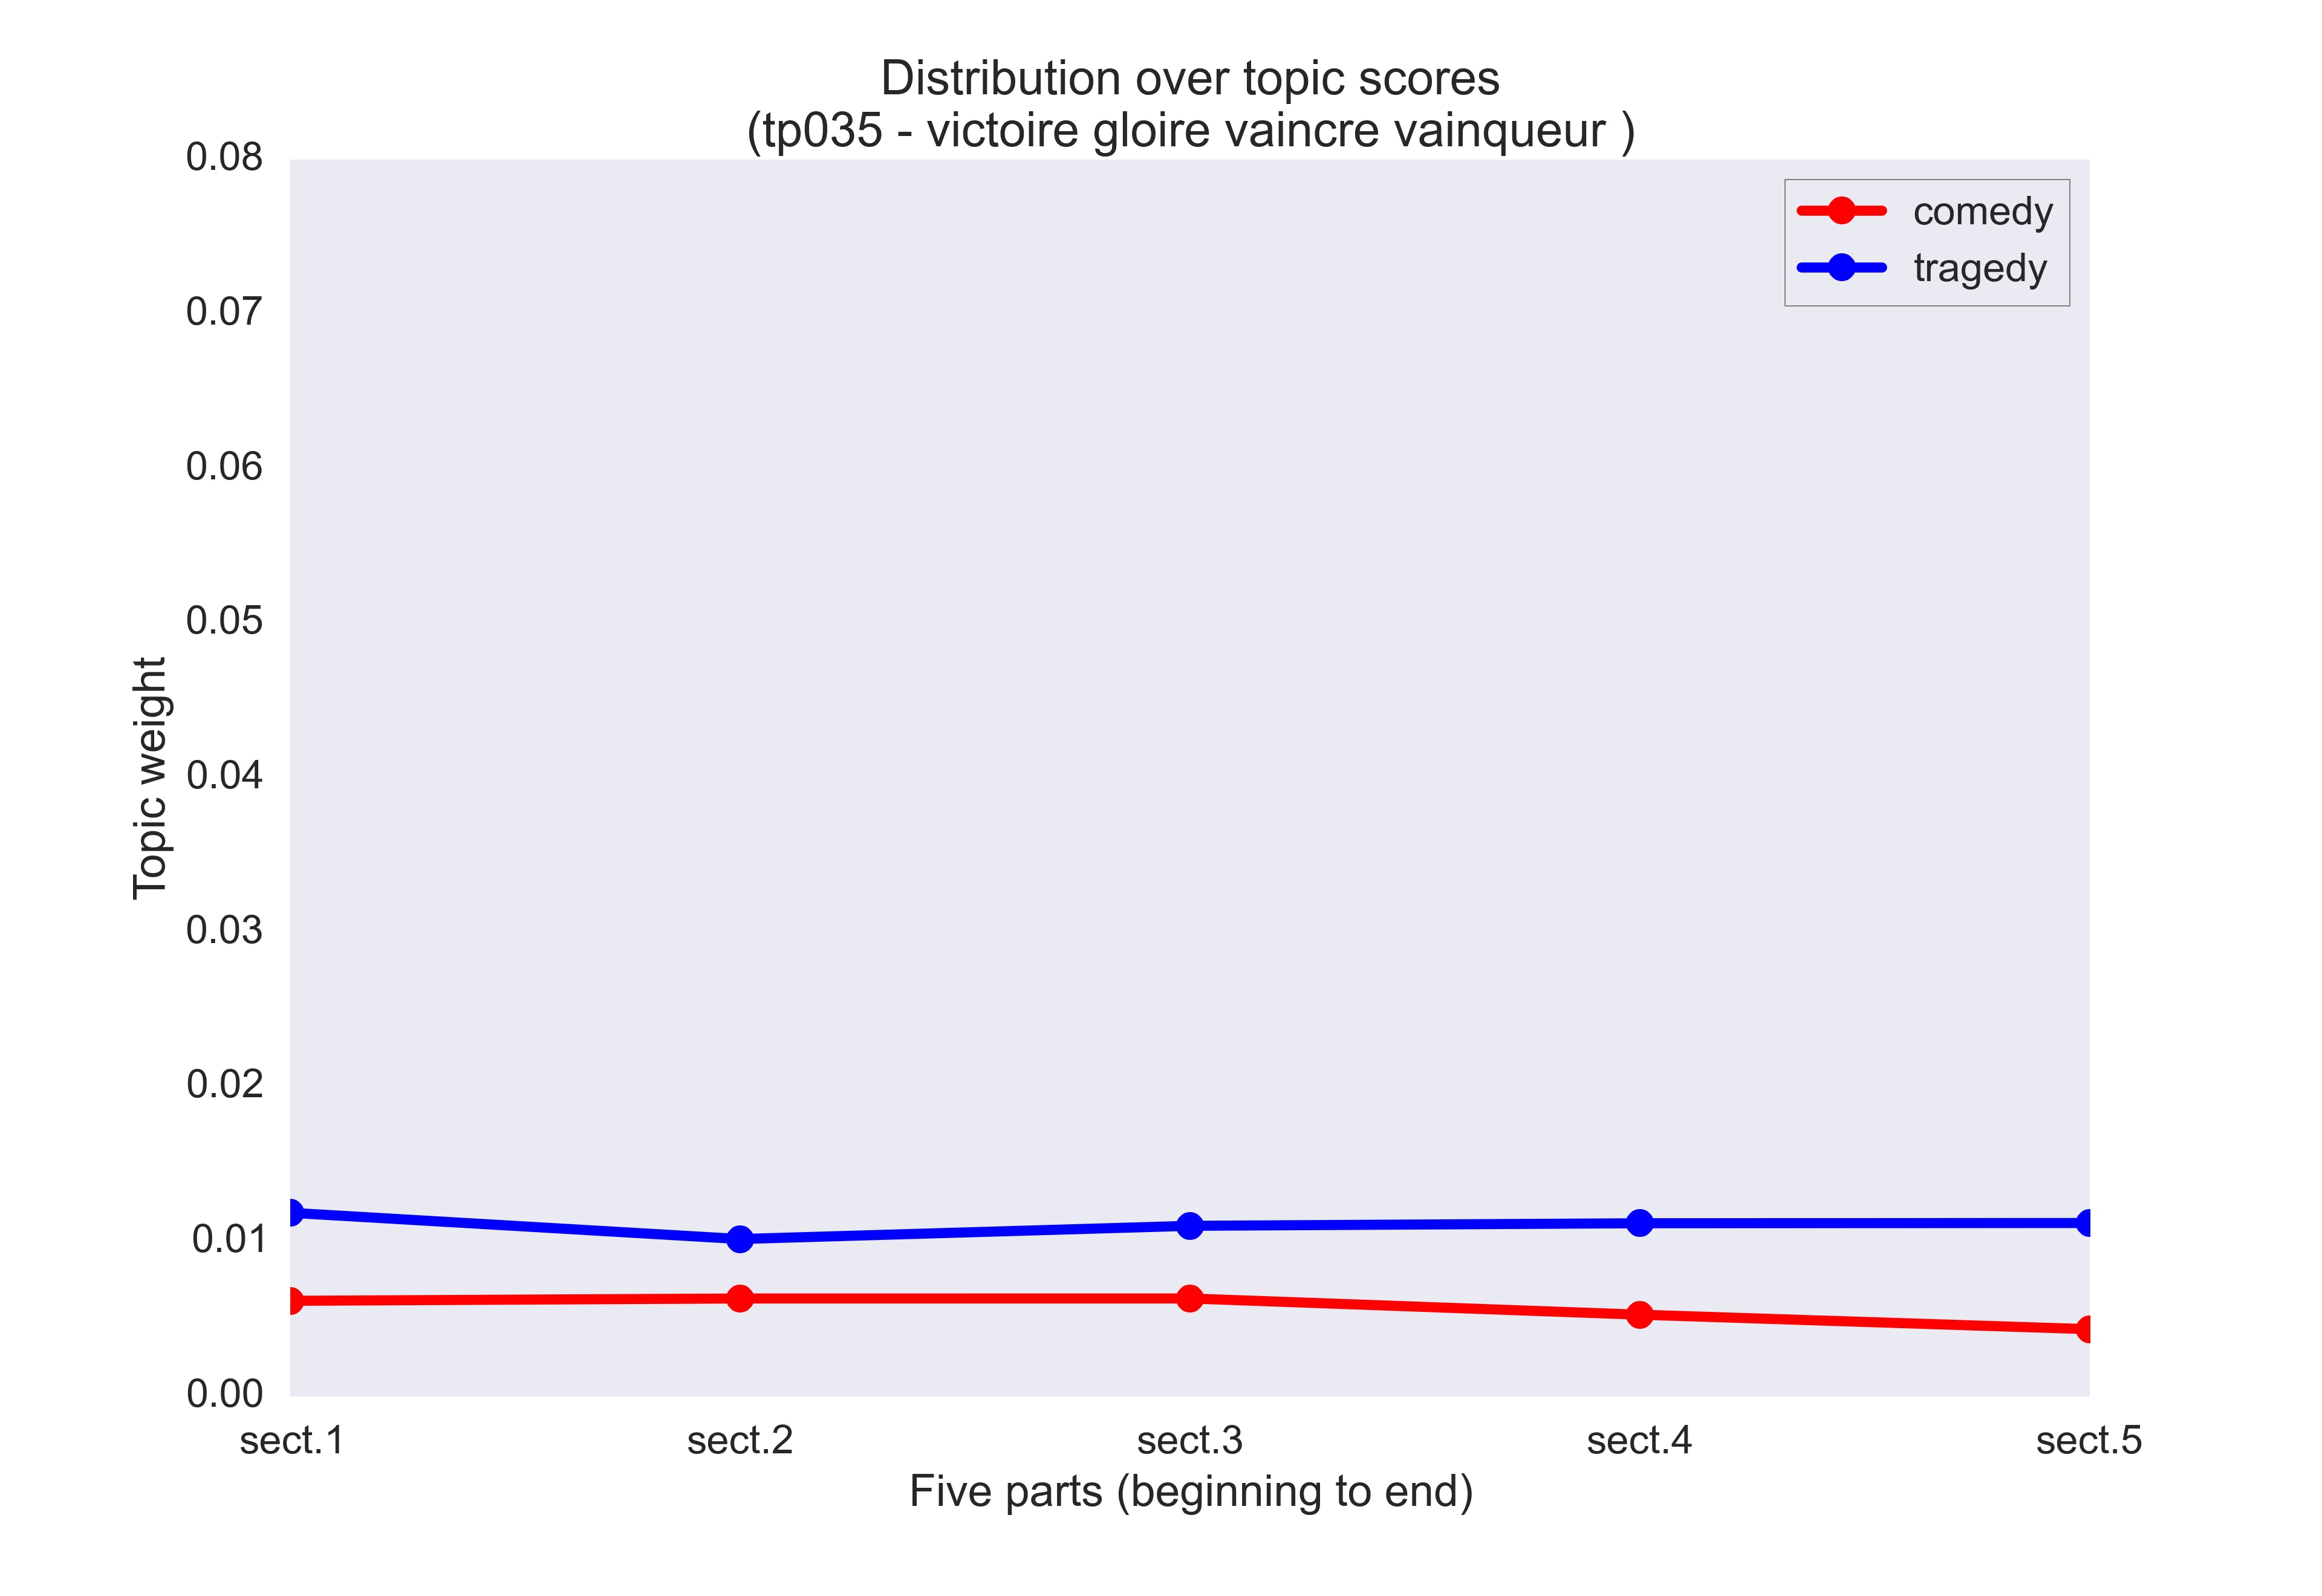 Distribution over topic scores
(tp035 - victoire gloire vaincre vainqueur )
comedy
tragedy
Topic weight
0.08
0.07
0.06
0.05
0.04
0.03
0.02
0.01
0.00
sect.1 sect.2 sect.3 sect.4 sect.5
Five parts (beginning to end)